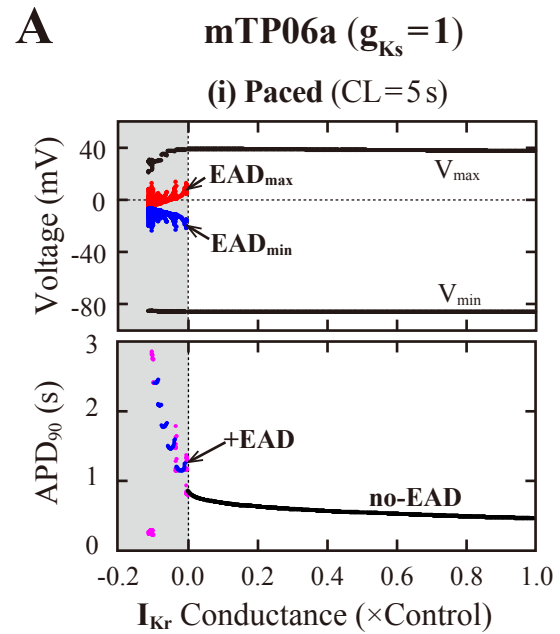 A
mTP06a (gKs=1)
(i) Paced (CL=5 s)
Voltage (mV)
40
0
-40
-80
EADmax
EADmin
Vmax
Vmin
APD90 (s)
3
2
1
0
+EAD
no-EAD
-0.2 0.0 0.2 0.4 0.6 0.8 1.0
IKr Conductance (×Control)